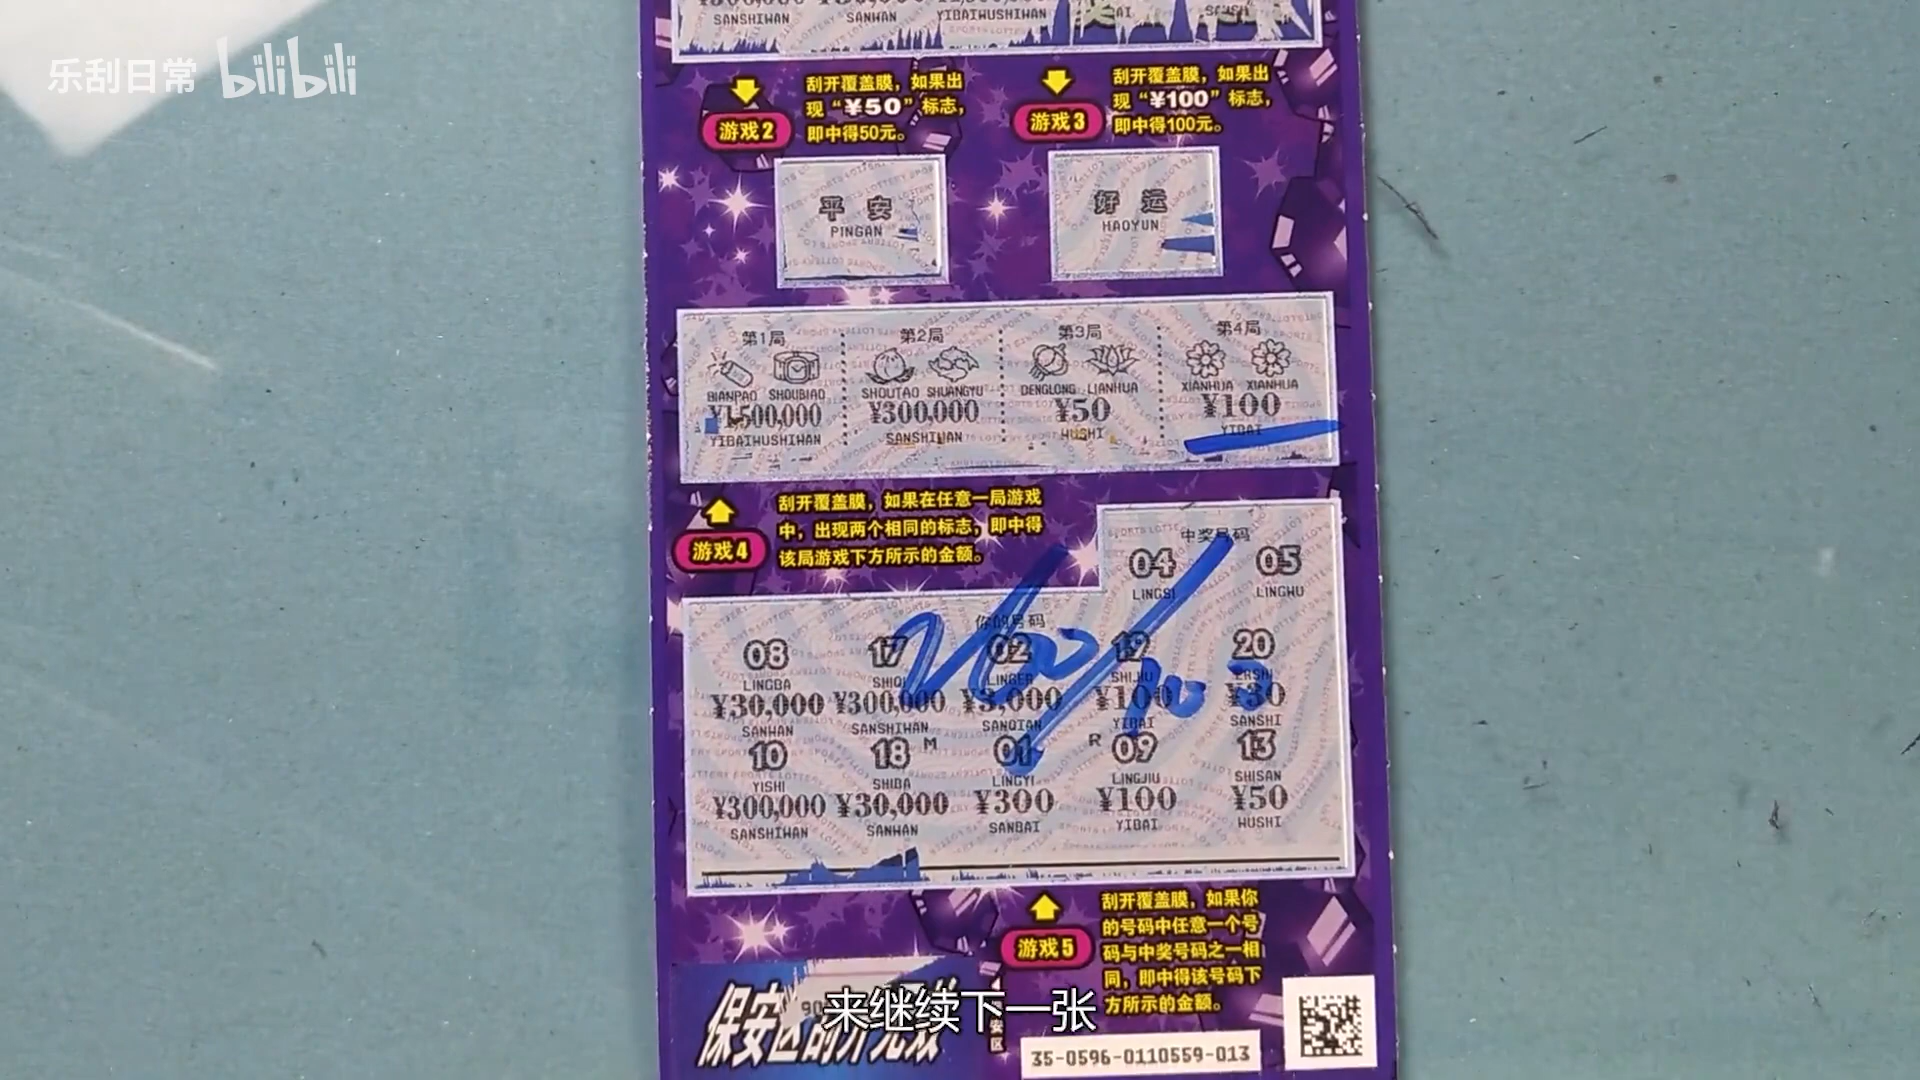 乐刮日常 bilibili
SANSHIWAN SANWAN YIBAIWUSHIWAN
游戏2
刮开覆盖膜，如果出
现“¥50”标志，
即中得50元。
游戏3
刮开覆盖膜，如果出
现“¥100”标志，
即中得100元。
平安
PINGAN
好运
HAOYUN
第1局 第2局 第3局 第4局
BIANPAO SHOUBIAO SHOUTAO SHUANGYU DENGLONG LIANHUA XIANHUA XIANHUA
¥1,500,000 ¥300,000 ¥50 ¥100
YIBAIWUSHIWAN SANSHIWAN WUSHI YIBAI
游戏4
刮开覆盖膜，如果在任意一局游戏
中，出现两个相同的标志，即中得
该局游戏下方所示的金额。
中奖号码
04 05
LINGSI LINGWU
你的号码
08 17 02 19 20
LINGBA SHIQI LINGER SHIJIU ERSHI
¥30,000 ¥300,000 ¥3,000 ¥100 ¥30
SANWAN SANSHIWAN SANQIAN YIBAI SANSHI
10 18 M 01 R 09 13
YISHI SHIBA LINGYI LINGJIU SHISAN
¥300,000 ¥30,000 ¥300 ¥100 ¥50
SANSHIWAN SANWAN SANBAI YIBAI WUSHI
游戏5
刮开覆盖膜，如果你
的号码中任意一个号
码与中奖号码之一相
同，即中得该号码下
方所示的金额。
保安区刮开无效
来继续下一张
35-0596-0110559-013